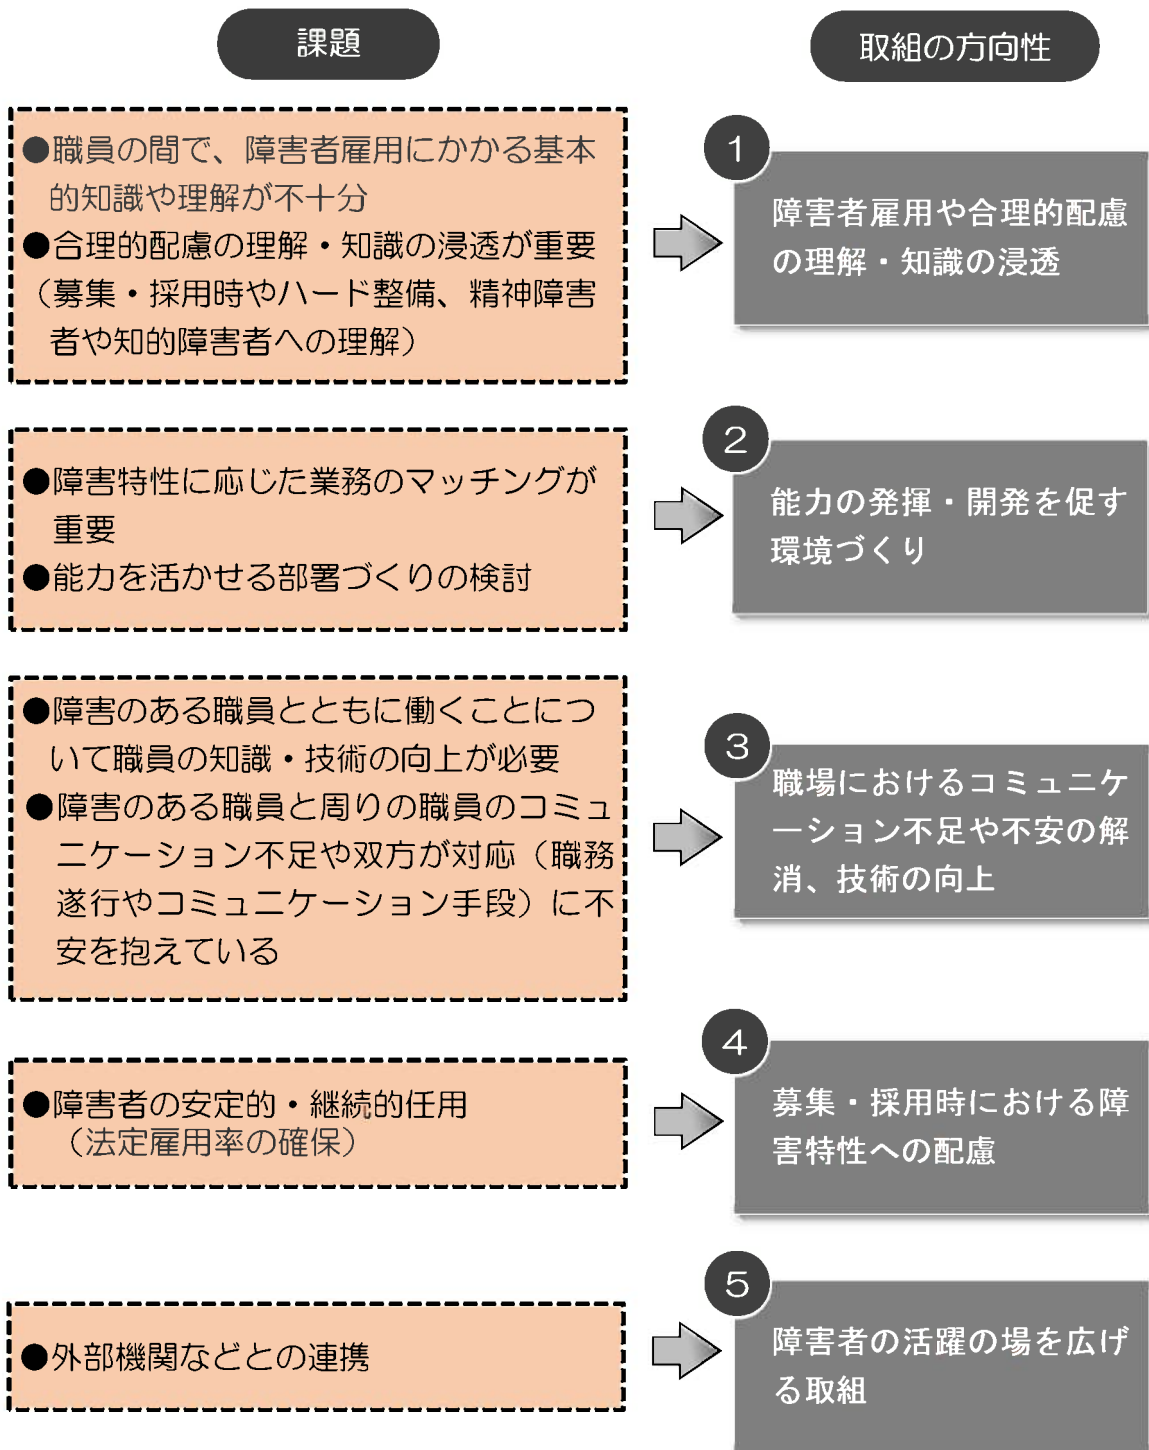 課題
取組の方向性
●職員の間で、障害者雇用にかかる基本
的知識や理解が不十分
●合理的配慮の理解・知識の浸透が重要
（募集・採用時やハード整備、精神障害
者や知的障害者への理解）
1
障害者雇用や合理的配慮
の理解・知識の浸透
●障害特性に応じた業務のマッチングが
重要
●能力を活かせる部署づくりの検討
2
能力の発揮・開発を促す
環境づくり
●障害のある職員とともに働くことにつ
いて職員の知識・技術の向上が必要
●障害のある職員と周りの職員のコミュ
ニケーション不足や双方が対応（職務
遂行やコミュニケーション手段）に不
安を抱えている
3
職場におけるコミュニケ
ーション不足や不安の解
消、技術の向上
●障害者の安定的・継続的任用
（法定雇用率の確保）
4
募集・採用時における障
害特性への配慮
●外部機関などとの連携
5
障害者の活躍の場を広げ
る取組